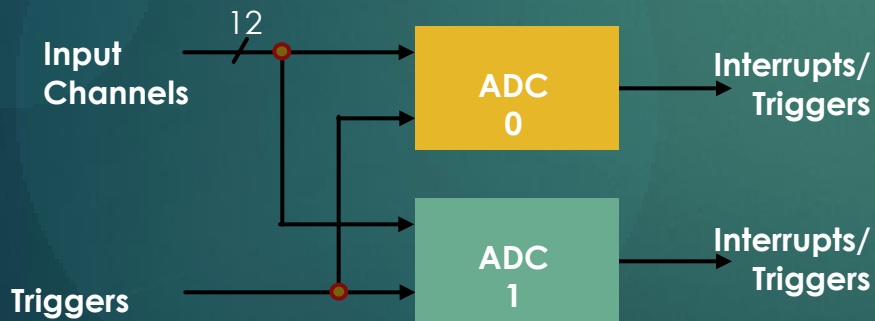 12
Input
Channels
ADC
0
Interrupts/
Triggers
ADC
1
Interrupts/
Triggers
Triggers